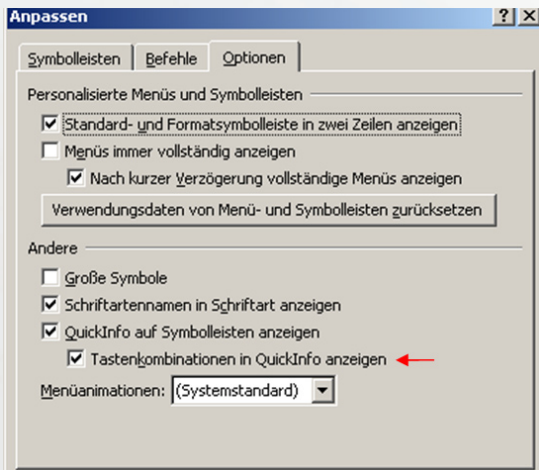 Anpassen
Symbolleisten Befehle Optionen
Personalisierte Menüs und Symbolleisten
Standard- und Formatsymbolleiste in zwei Zeilen anzeigen
Menüs immer vollständig anzeigen
Nach kurzer Verzögerung vollständige Menüs anzeigen
Verwendungsdaten von Menü- und Symbolleisten zurücksetzen
Andere
Große Symbole
Schriftartennamen in Schriftart anzeigen
QuickInfo auf Symbolleisten anzeigen
Tastenkombinationen in QuickInfo anzeigen
Menüanimationen: (Systemstandard)